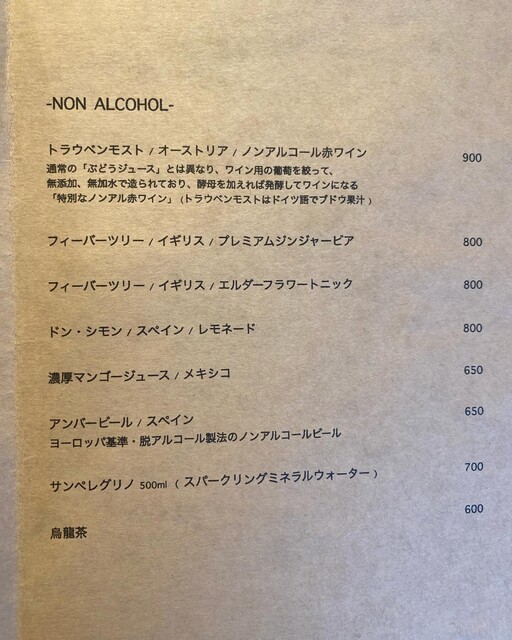 -NON ALCOHOL-
トラウベンモスト / オーストリア / ノンアルコール赤ワイン 900
通常の「ぶどうジュース」とは異なり、ワイン用の葡萄を絞って、
無添加、無加水で造られており、酵母を加えれば発酵してワインになる
「特別なノンアル赤ワイン」 (トラウベンモストはドイツ語でブドウ果汁 )
フィーバーツリー / イギリス / プレミアムジンジャービア 800
フィーバーツリー / イギリス / エルダーフラワートニック 800
ドン・シモン / スペイン / レモネード 800
濃厚マンゴージュース / メキシコ 650
アンバービール / スペイン 650
ヨーロッパ基準・脱アルコール製法のノンアルコールビール
サンペレグリノ 500ml ( スパークリングミネラルウォーター ) 700
烏龍茶 600